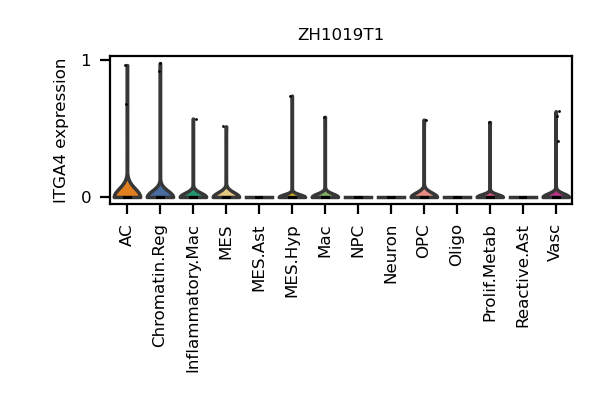 ZH1019T1
ITGA4 expression
1
0
AC
Chromatin.Reg
Inflammatory.Mac
MES
MES.Ast
MES.Hyp
Mac
NPC
Neuron
OPC
Oligo
Prolif.Metab
Reactive.Ast
Vasc